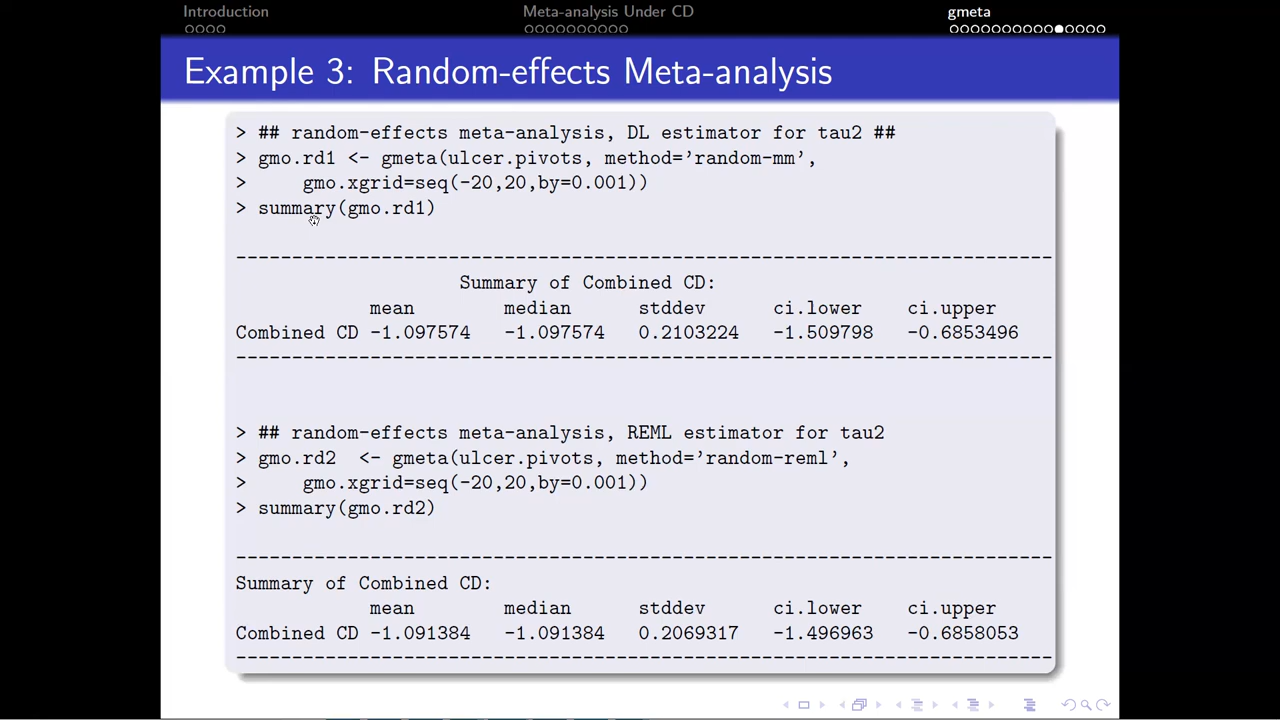 Introduction Meta-analysis Under CD gmeta
Example 3: Random-effects Meta-analysis
> ## random-effects meta-analysis, DL estimator for tau2 ##
> gmo.rd1 <- gmeta(ulcer.pivots, method=’random-mm’,
> gmo.xgrid=seq(-20,20,by=0.001))
> summary(gmo.rd1)
--------------------------------------------------------------------------
Summary of Combined CD:
mean median stddev ci.lower ci.upper
Combined CD -1.097574 -1.097574 0.2103224 -1.509798 -0.6853496
--------------------------------------------------------------------------
> ## random-effects meta-analysis, REML estimator for tau2
> gmo.rd2 <- gmeta(ulcer.pivots, method=’random-reml’,
> gmo.xgrid=seq(-20,20,by=0.001))
> summary(gmo.rd2)
--------------------------------------------------------------------------
Summary of Combined CD:
mean median stddev ci.lower ci.upper
Combined CD -1.091384 -1.091384 0.2069317 -1.496963 -0.6858053
--------------------------------------------------------------------------